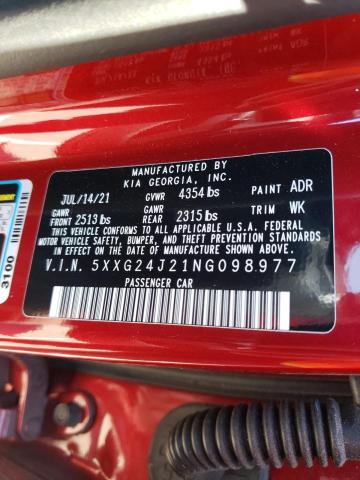 MANUFACTURED BY
KIA GEORGIA, INC.
JUL/14/21 GVWR 4354 lbs PAINT ADR
GAWR FRONT 2513 lbs GAWR REAR 2315 lbs TRIM WK
THIS VEHICLE CONFORMS TO ALL APPLICABLE U.S. FEDERAL
MOTOR VEHICLE SAFETY, BUMPER, AND THEFT PREVENTION STANDARDS
IN EFFECT ON THE DATE OF MANUFACTURE SHOWN ABOVE.
V.I.N. 5XXG24J21NG098977
PASSENGER CAR
3100